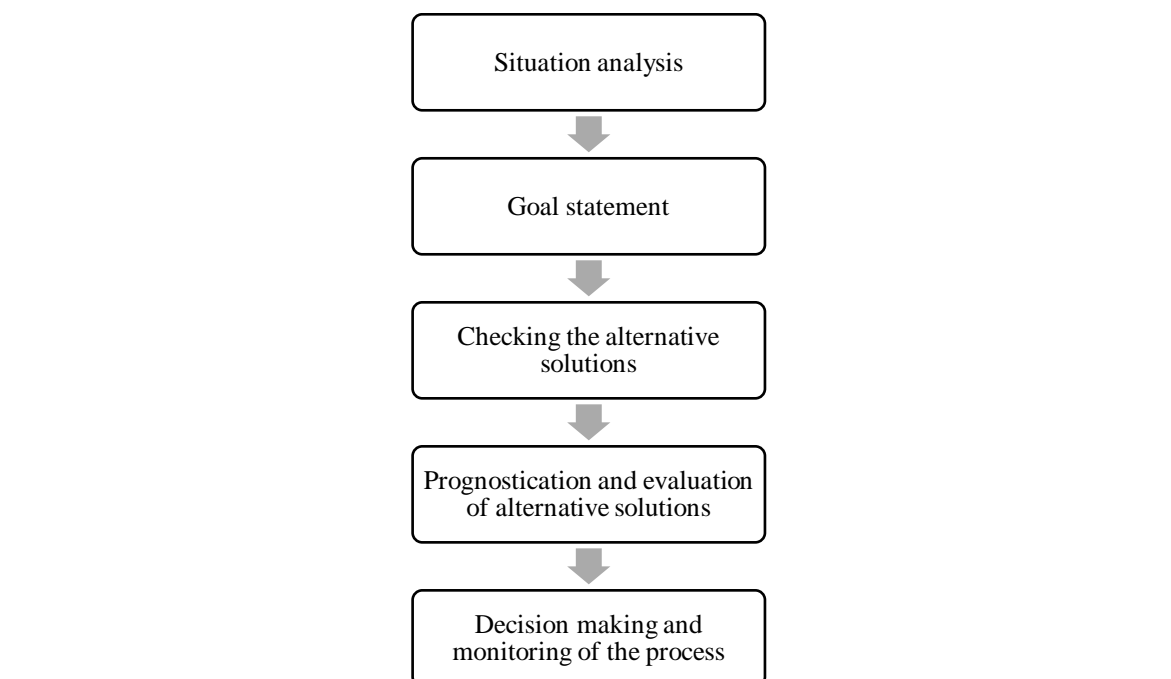 Situation analysis
Goal statement
Checking the alternative
solutions
Prognostication and evaluation
of alternative solutions
Decision making and
monitoring of the process